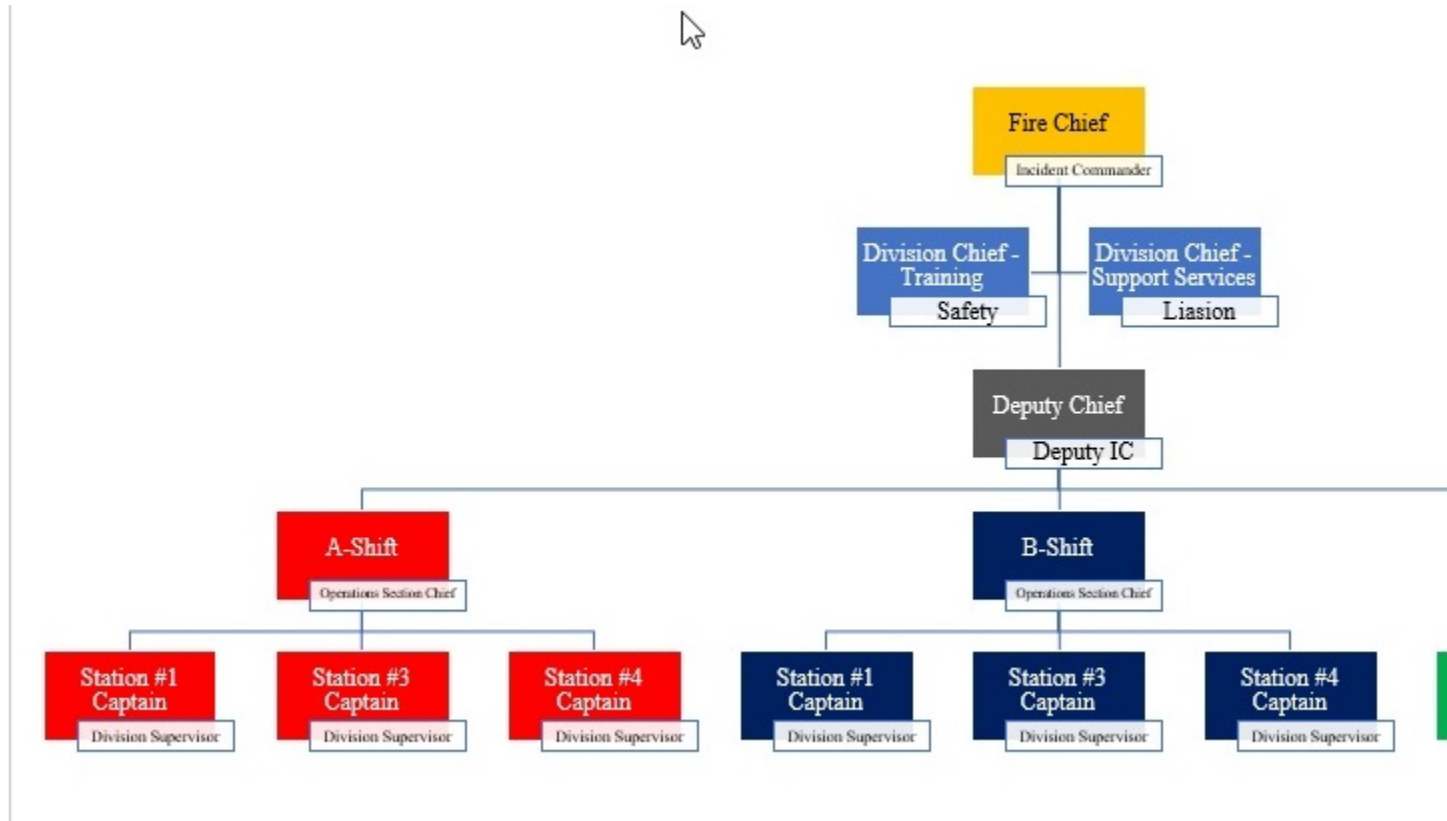 Fire Chief
Incident Commander
Division Chief -
Training
Safety
Division Chief -
Support Services
Liasion
Deputy Chief
Deputy IC
A-Shift
Operations Section Chief
B-Shift
Operations Section Chief
Station #1
Captain
Division Supervisor
Station #3
Captain
Division Supervisor
Station #4
Captain
Division Supervisor
Station #1
Captain
Division Supervisor
Station #3
Captain
Division Supervisor
Station #4
Captain
Division Supervisor